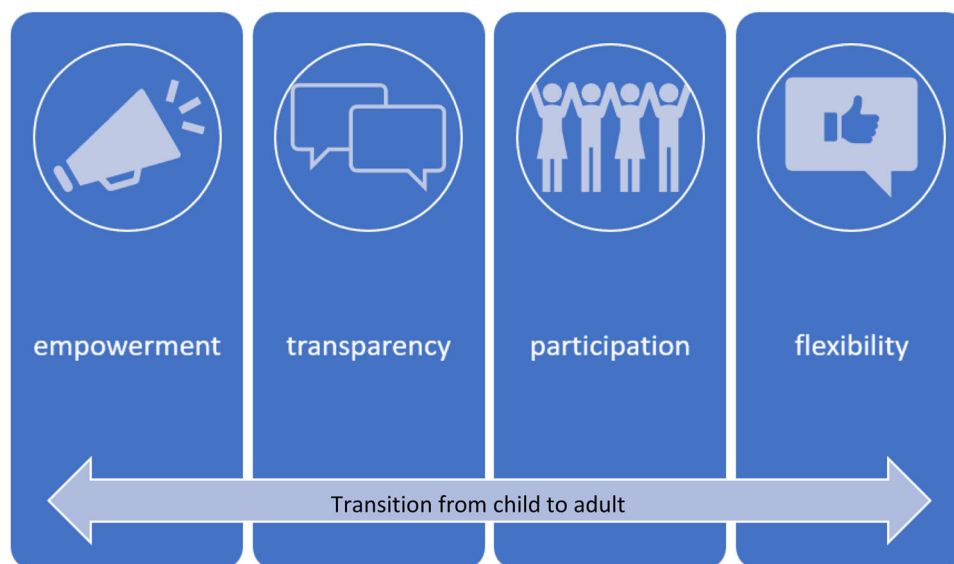 empowerment
transparency
participation
flexibility
Transition from child to adult